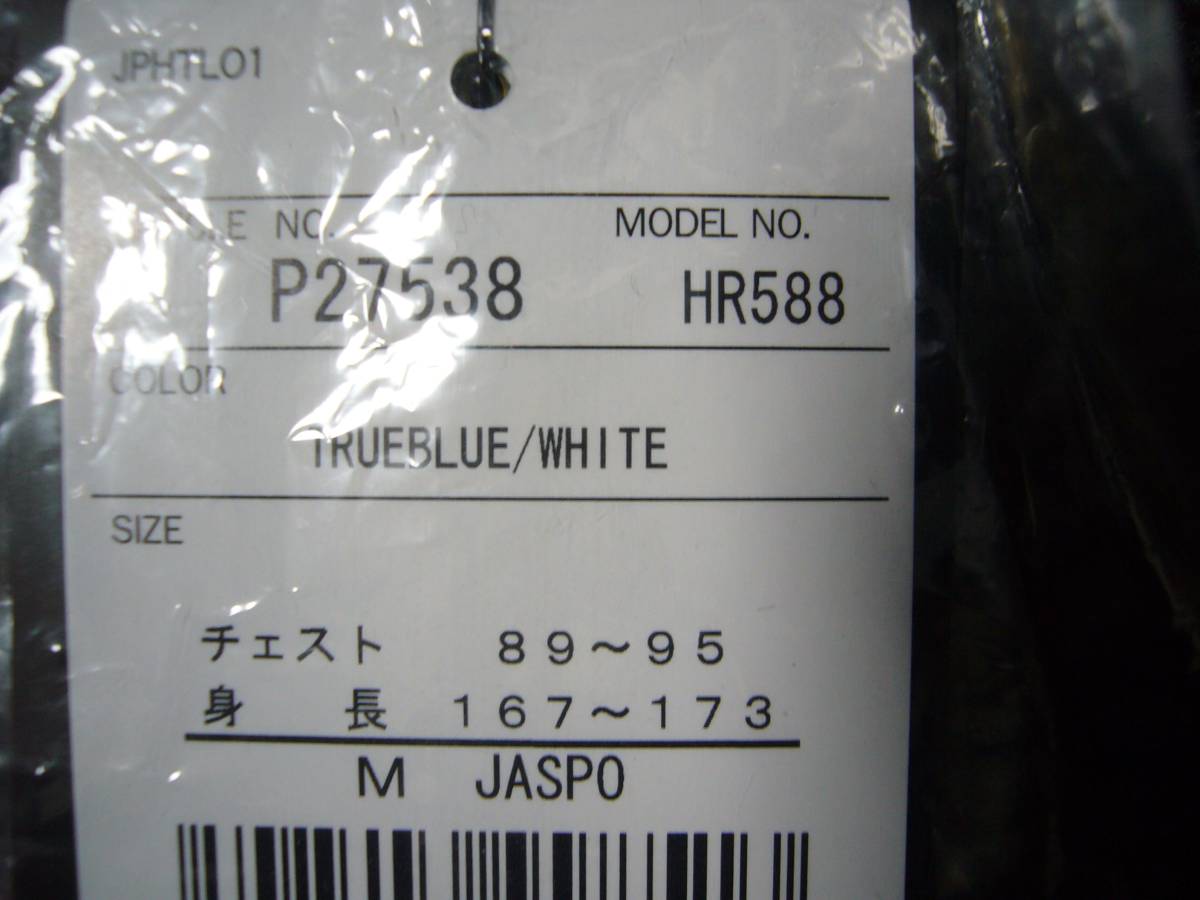 JPHTL01
NO. MODEL NO.
P27538 HR588
COLOR
TRUEBLUE/WHITE
SIZE
チェスト 89～95
身長 167～173
M JASPO